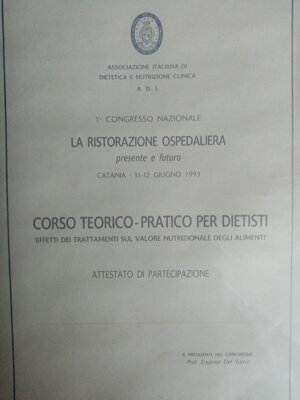 ASSOCIAZIONE ITALIANA DI
DIETETICA E NUTRIZIONE CLINICA
A. D. I.
1° CONGRESSO NAZIONALE
LA RISTORAZIONE OSPEDALIERA
presente e futuro
CATANIA - 11-12 GIUGNO 1993
CORSO TEORICO-PRATICO PER DIETISTI
"EFFETTI DEI TRATTAMENTI SUL VALORE NUTRIZIONALE DEGLI ALIMENTI"
ATTESTATO DI PARTECIPAZIONE
IL PRESIDENTE DEL CONGRESSO
Prof. Eugenio Del Toma